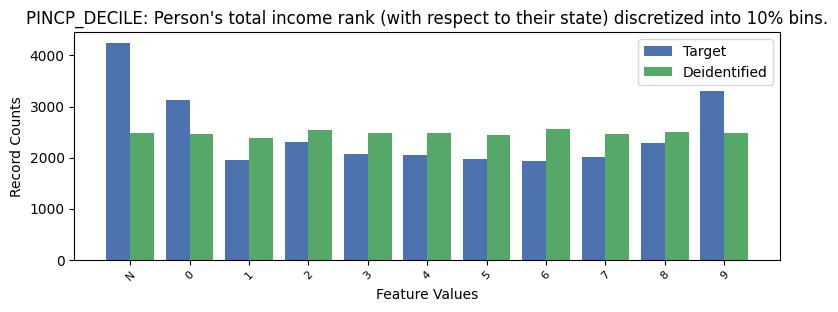 PINCP_DECILE: Person's total income rank (with respect to their state) discretized into 10% bins.
Target
Deidentified
4000
3000
2000
1000
0
Record Counts
N 0 1 2 3 4 5 6 7 8 9
Feature Values